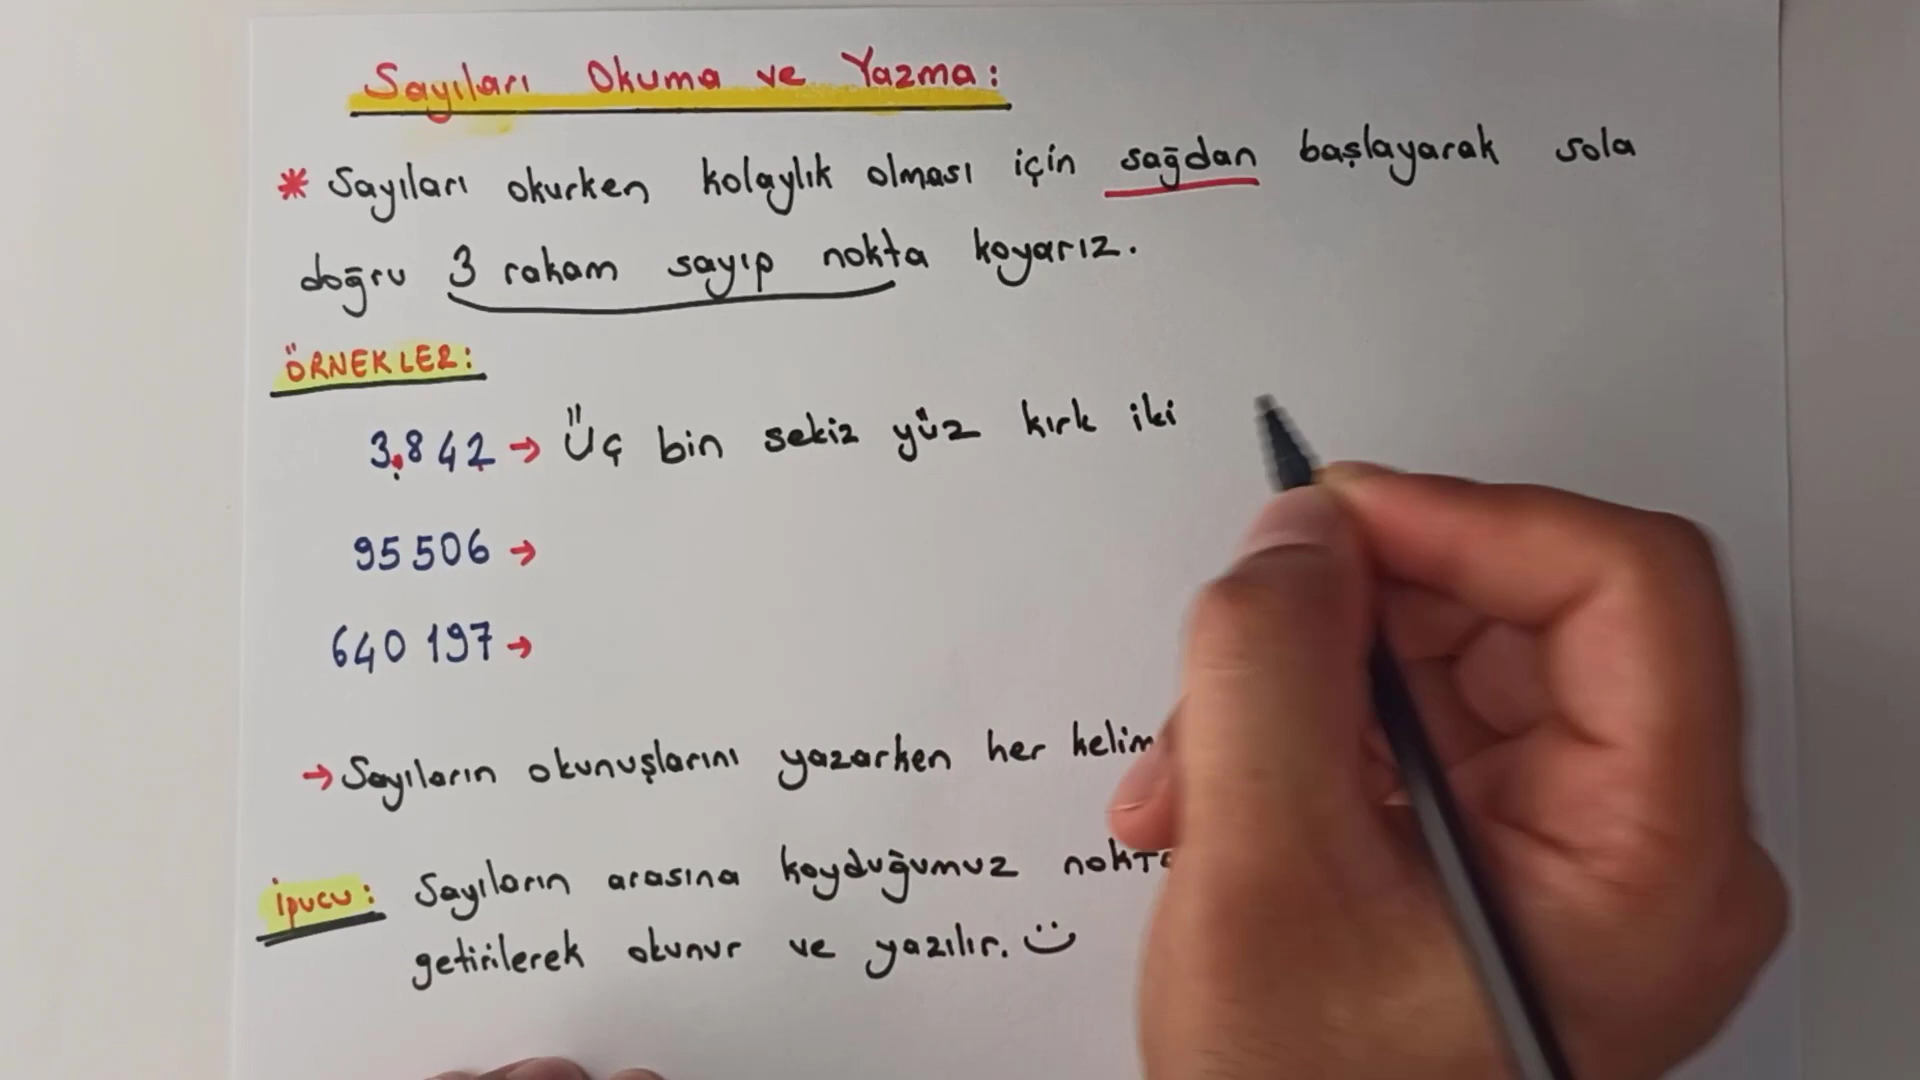 Sayıları Okuma ve Yazma:
* Sayıları okurken kolaylık olması için sağdan başlayarak sola
doğru 3 rakam sayıp nokta koyarız.
ÖRNEKLER:
3.842 → Üç bin sekiz yüz kırk iki
95 506 →
640 197 →
→ Sayıların okunuşlarını yazarken her
İpucu: Sayıların arasına koyduğumuz
getirilerek okunur ve yazılır. :)